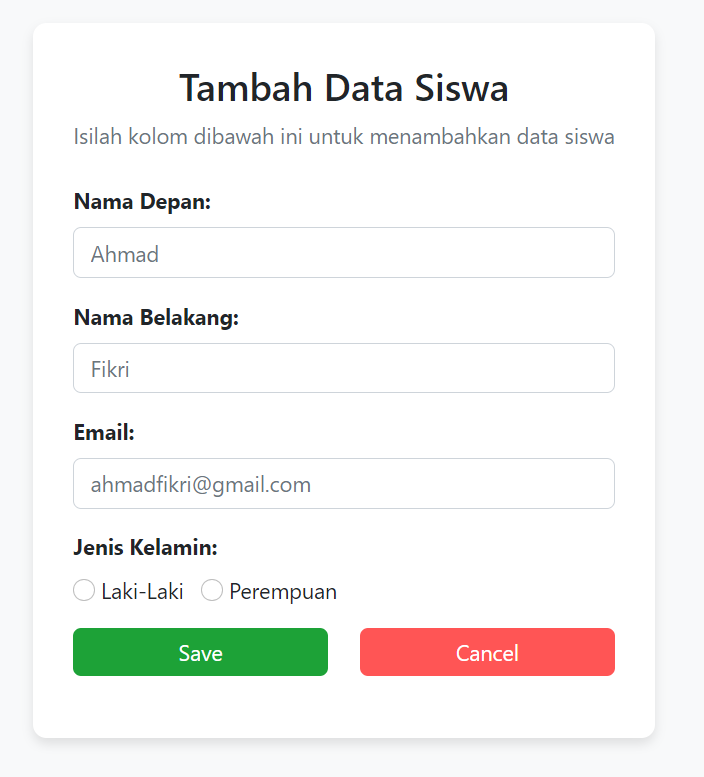 Tambah Data Siswa
Isilah kolom dibawah ini untuk menambahkan data siswa
Nama Depan:
Ahmad
Nama Belakang:
Fikri
Email:
ahmadfikri@gmail.com
Jenis Kelamin:
Laki-Laki Perempuan
Save Cancel